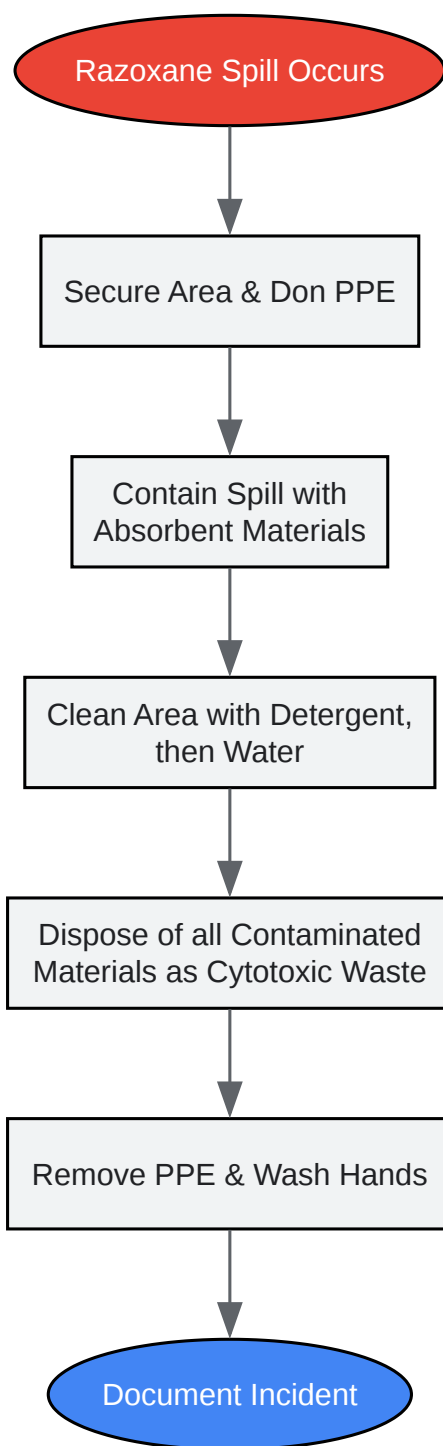 Razoxane Spill Occurs
Secure Area & Don PPE
Contain Spill with
Absorbent Materials
Clean Area with Detergent,
then Water
Dispose of all Contaminated
Materials as Cytotoxic Waste
Remove PPE & Wash Hands
Document Incident